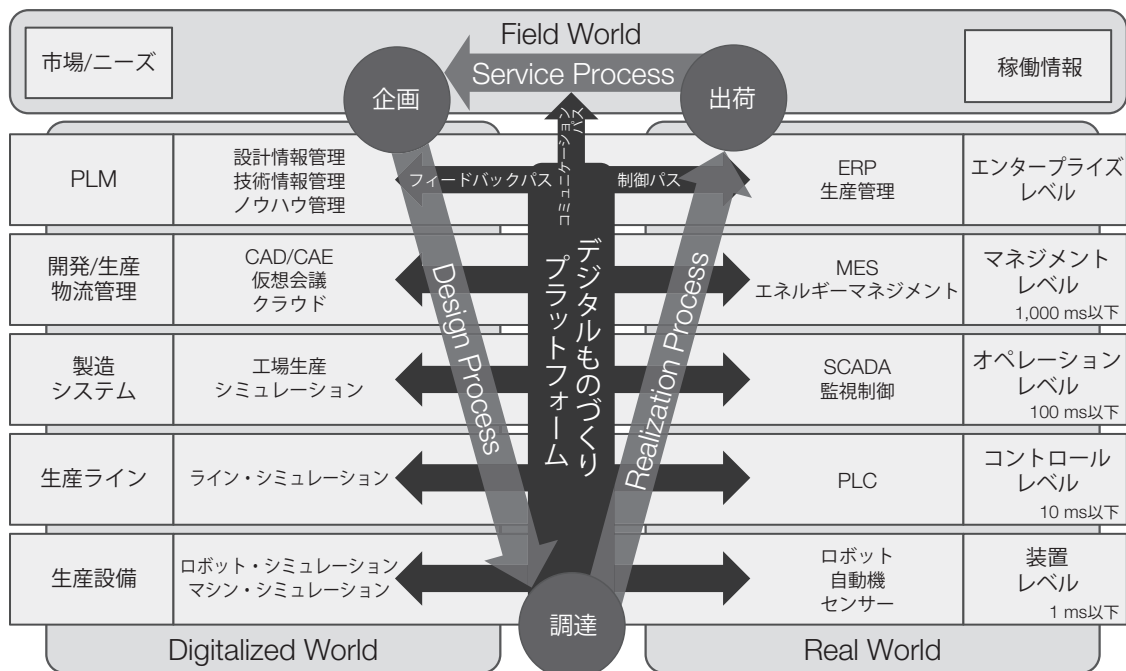 Field World
市場/ニーズ
Service Process
稼働情報
企画
出荷
コミュニケーション
パス
PLM
設計情報管理
技術情報管理
ノウハウ管理
フィードバックパス
制御パス
ERP
生産管理
エンタープライズ
レベル
開発/生産
物流管理
CAD/CAE
仮想会議
クラウド
MES
エネルギーマネジメント
マネジメント
レベル
1,000 ms以下
Design Process
デジタルものづくり
プラットフォーム
Realization Process
製造
システム
工場生産
シミュレーション
SCADA
監視制御
オペレーション
レベル
100 ms以下
生産ライン
ライン・シミュレーション
PLC
コントロール
レベル
10 ms以下
生産設備
ロボット・シミュレーション
マシン・シミュレーション
ロボット
自動機
センサー
装置
レベル
1 ms以下
調達
Digitalized World
Real World